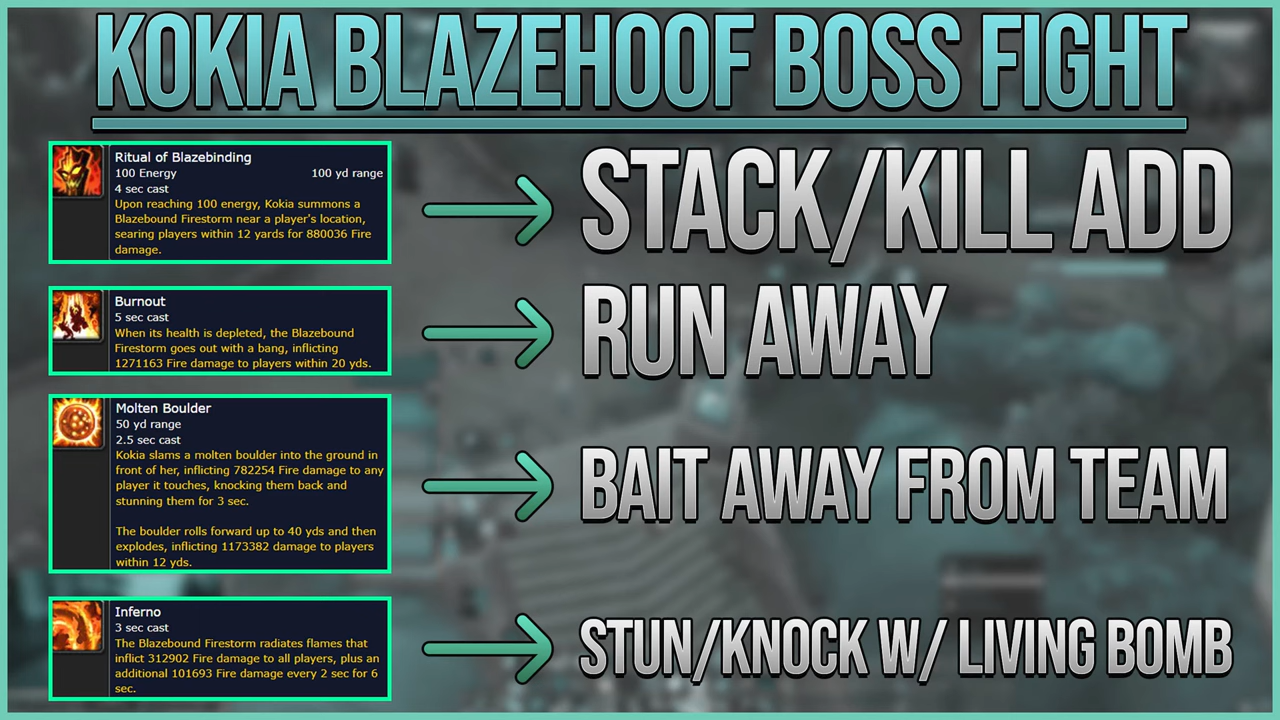 KOKIA BLAZEHOOF BOSS FIGHT
Ritual of Blazebinding
100 Energy 100 yd range
4 sec cast
Upon reaching 100 energy, Kokia summons a
Blazebound Firestorm near a player's location,
searing players within 12 yards for 880036 Fire
damage.
STACK/KILL ADD
Burnout
5 sec cast
When its health is depleted, the Blazebound
Firestorm goes out with a bang, inflicting
1271163 Fire damage to players within 20 yds.
RUN AWAY
Molten Boulder
50 yd range
2.5 sec cast
Kokia slams a molten boulder into the ground in
front of her, inflicting 782254 Fire damage to any
player it touches, knocking them back and
stunning them for 3 sec.
The boulder rolls forward up to 40 yds and then
explodes, inflicting 1173382 damage to players
within 12 yds.
BAIT AWAY FROM TEAM
Inferno
3 sec cast
The Blazebound Firestorm radiates flames that
inflict 312902 Fire damage to all players, plus an
additional 101693 Fire damage every 2 sec for 6
sec.
STUN/KNOCK W/ LIVING BOMB